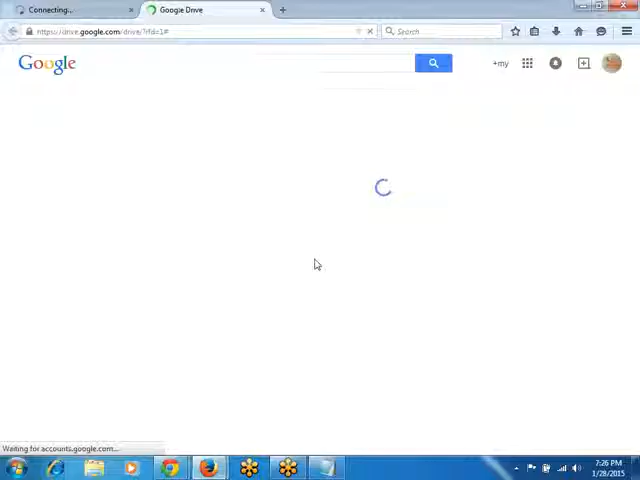 Connecting...
Google Drive
https://drive.google.com/drive/?rfd=1#
Search
Google
+my
Waiting for accounts.google.com...
7:26 PM
1/28/2015